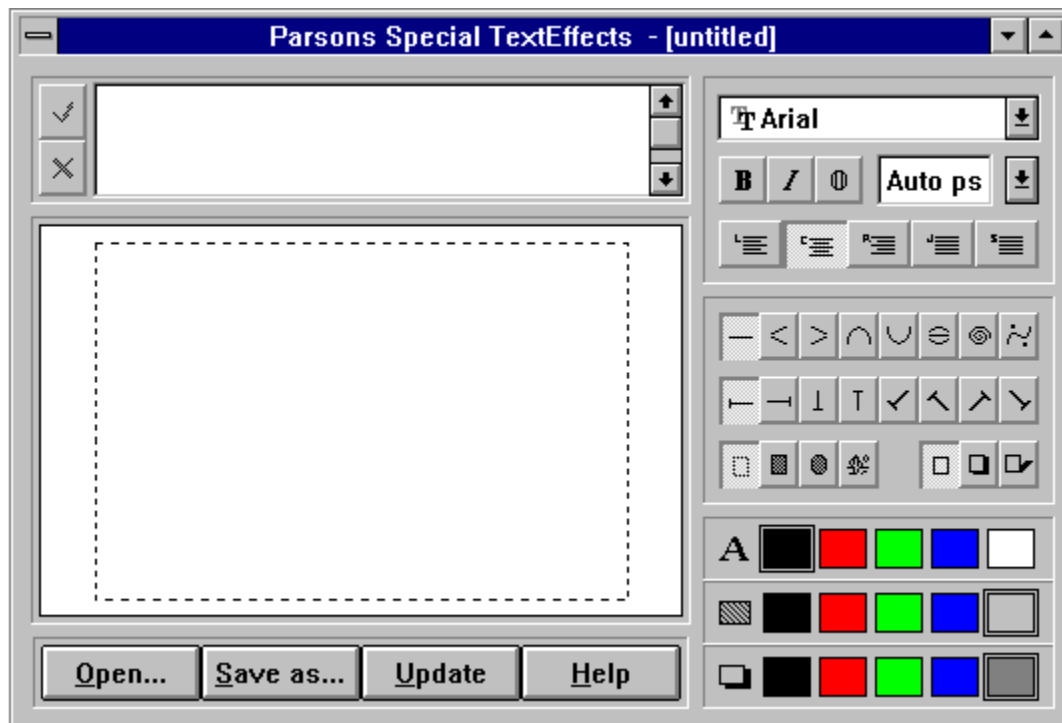 Parsons Special TextEffects - [untitled]
Arial
B I O Auto ps
L C R J S
A
Open... Save as... Update Help